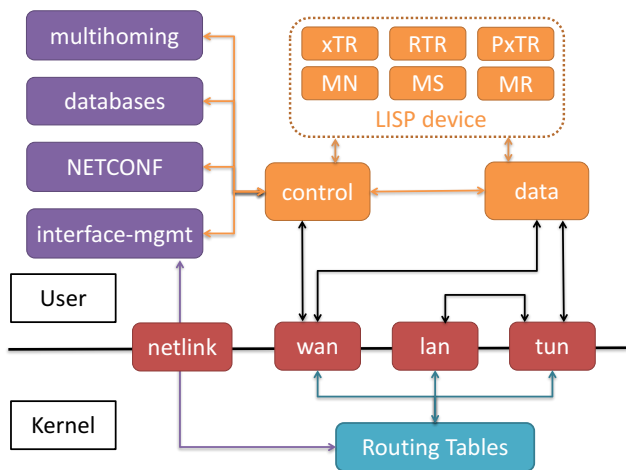 multihoming
databases
NETCONF
interface-mgmt
xTR RTR PxTR
MN MS MR
LISP device
control
data
User
netlink
wan
lan
tun
Kernel
Routing Tables